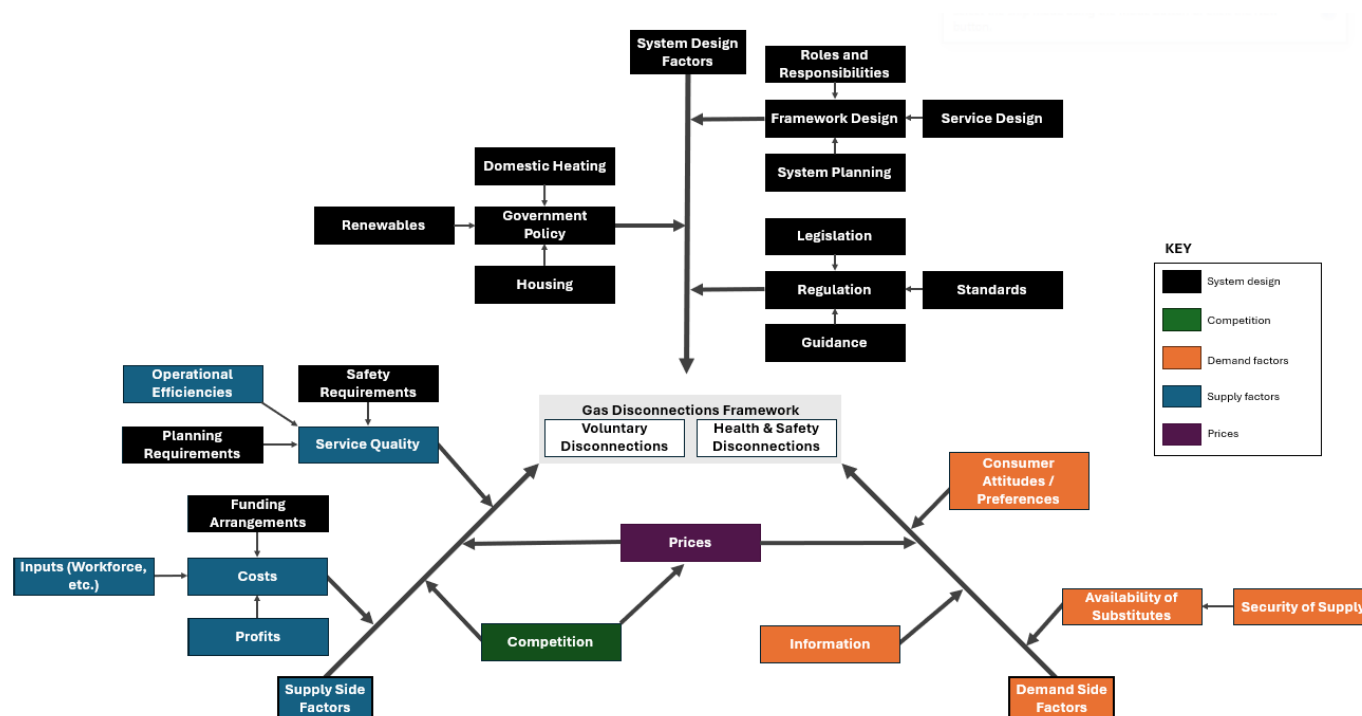 System Design
Factors
Roles and
Responsibilities
Framework Design
Service Design
System Planning
Domestic Heating
Renewables
Government
Policy
Housing
Legislation
Regulation
Standards
Guidance
KEY
System design
Competition
Demand factors
Supply factors
Prices
Operational
Efficiencies
Safety
Requirements
Planning
Requirements
Service Quality
Gas Disconnections Framework
Voluntary
Disconnections
Health & Safety
Disconnections
Consumer
Attitudes /
Preferences
Funding
Arrangements
Inputs (Workforce,
etc.)
Costs
Profits
Prices
Competition
Information
Availability of
Substitutes
Security of Supply
Supply Side
Factors
Demand Side
Factors